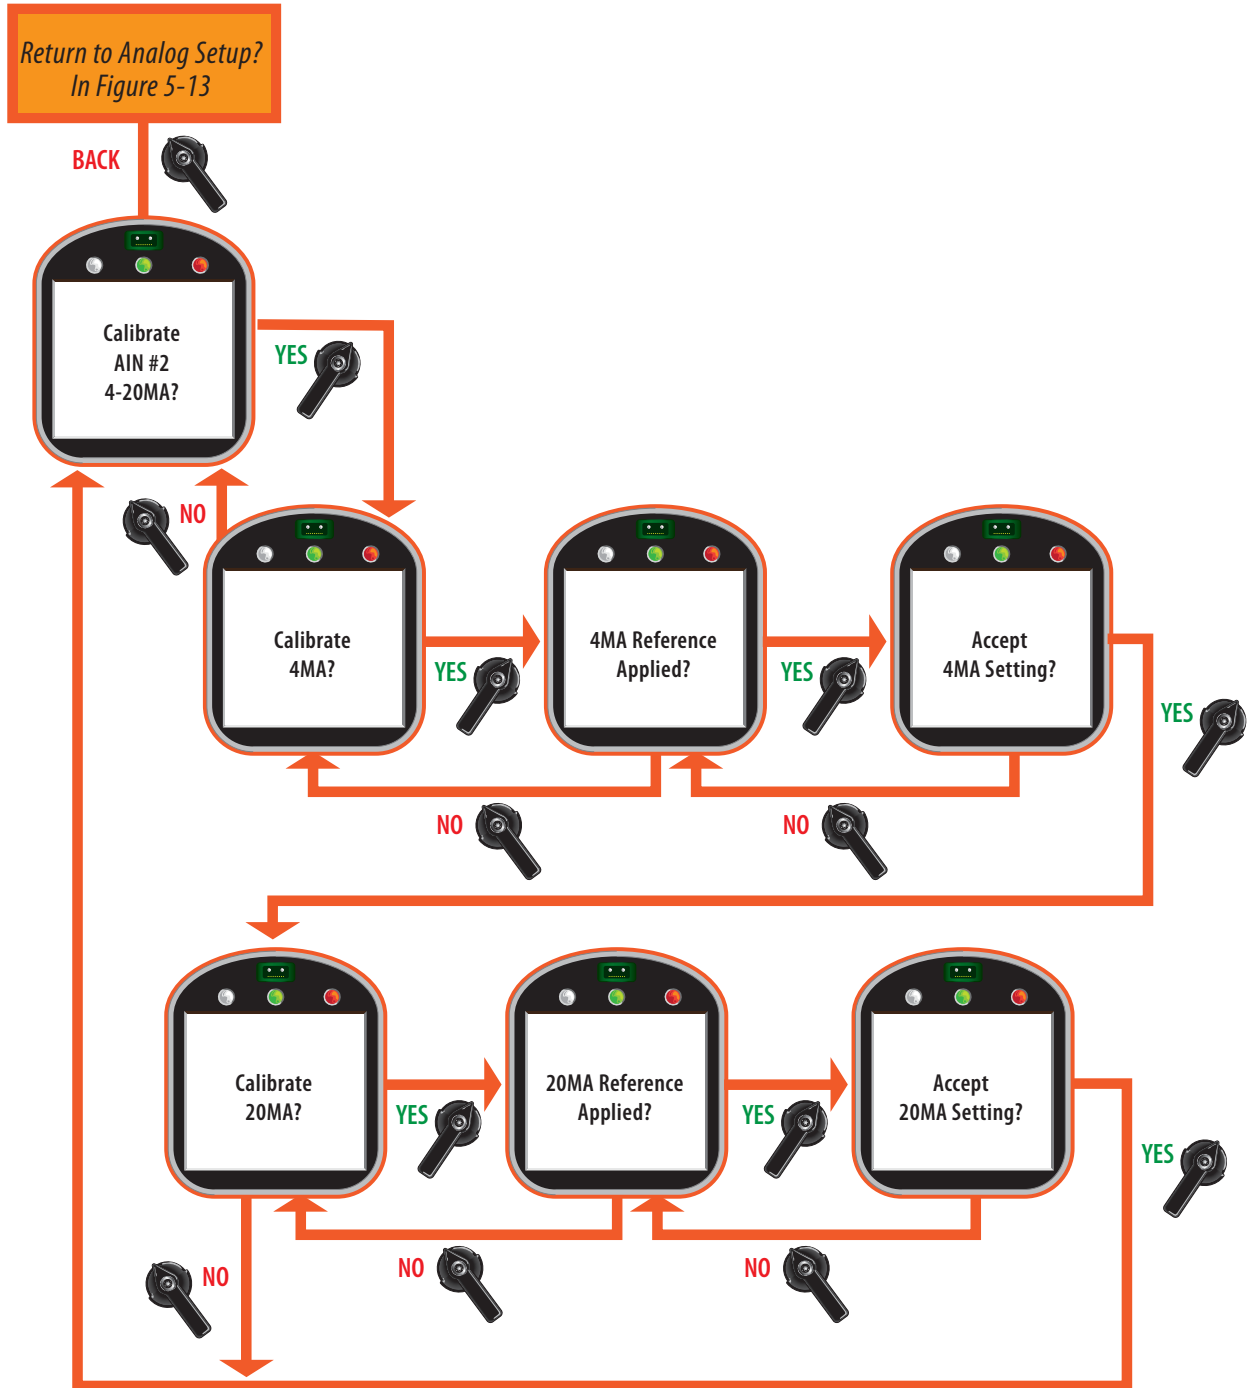 Return to Analog Setup?
In Figure 5-13
BACK
Calibrate
AIN #2
4-20MA?
YES
NO
Calibrate
4MA?
YES
4MA Reference
Applied?
YES
Accept
4MA Setting?
YES
NO
NO
Calibrate
20MA?
YES
20MA Reference
Applied?
YES
Accept
20MA Setting?
YES
NO
NO
NO